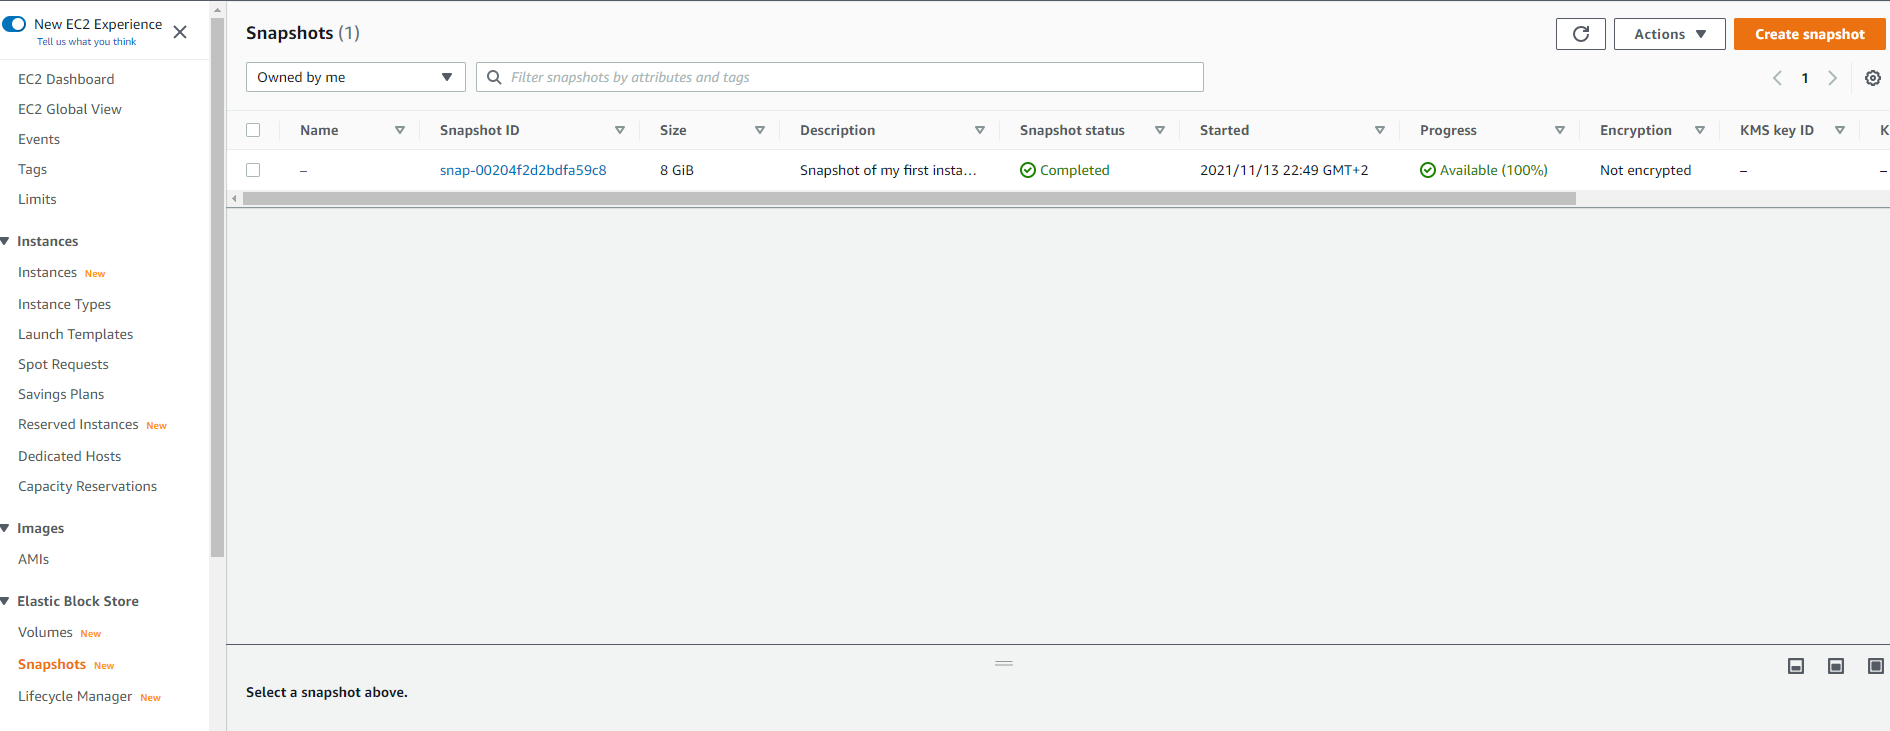 New EC2 Experience
Tell us what you think
EC2 Dashboard
EC2 Global View
Events
Tags
Limits
Instances
Instances New
Instance Types
Launch Templates
Spot Requests
Savings Plans
Reserved Instances New
Dedicated Hosts
Capacity Reservations
Images
AMIs
Elastic Block Store
Volumes New
Snapshots New
Lifecycle Manager New
Snapshots (1)
Actions
Create snapshot
Owned by me
Filter snapshots by attributes and tags
1
Name Snapshot ID Size Description Snapshot status Started Progress Encryption KMS key ID K
– snap-00204f2d2bdfa59c8 8 GiB Snapshot of my first insta… Completed 2021/11/13 22:49 GMT+2 Available (100%) Not encrypted – –
Select a snapshot above.